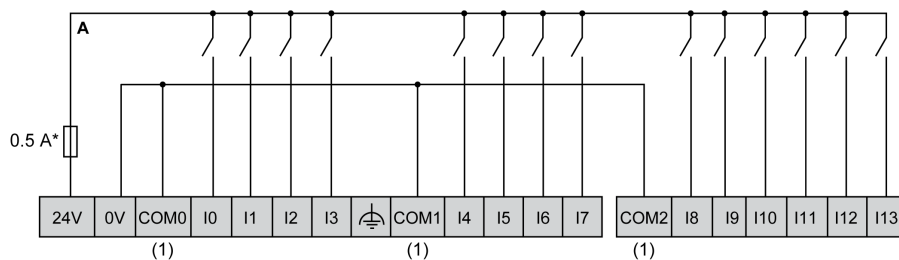 A
0.5 A*
24V 0V COM0 I0 I1 I2 I3 COM1 I4 I5 I6 I7 COM2 I8 I9 I10 I11 I12 I13
(1) (1) (1)